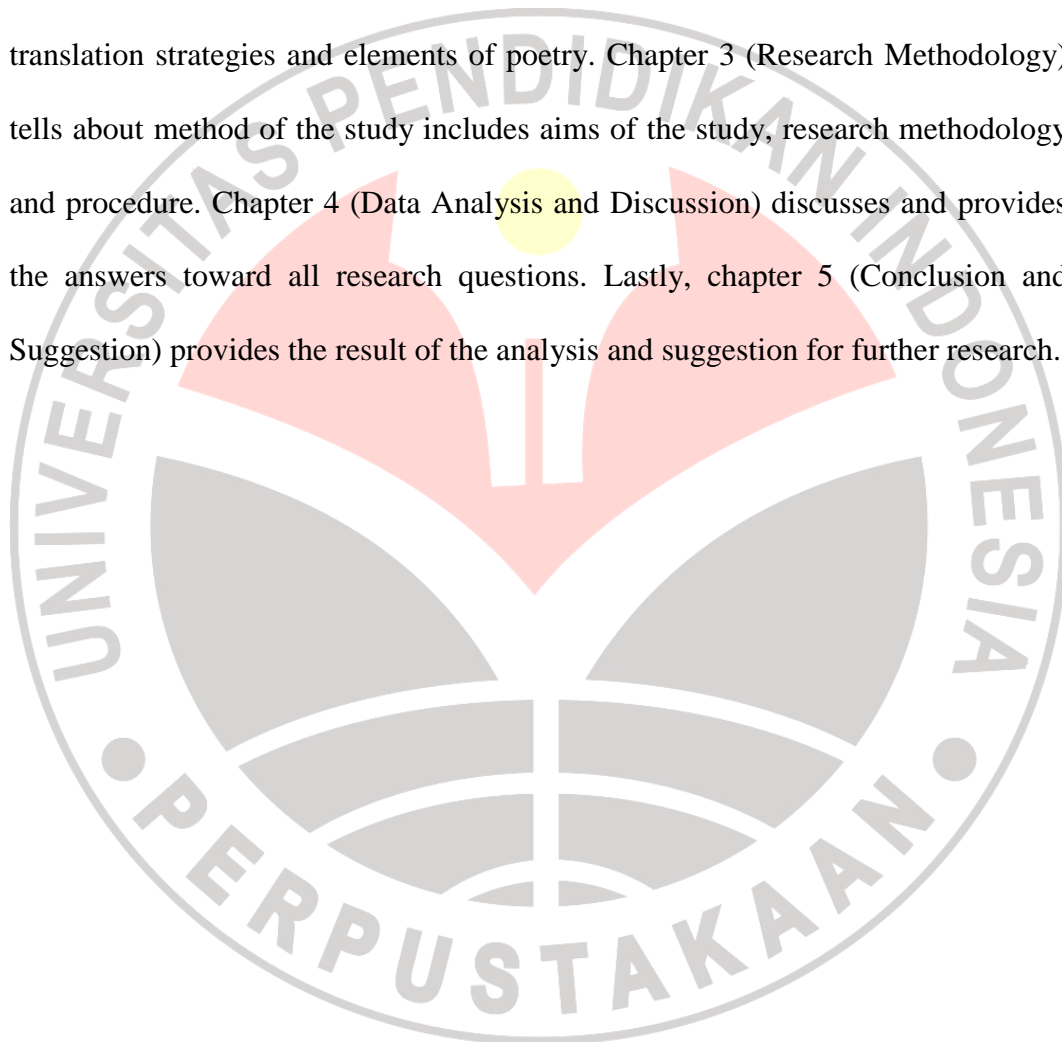 translation strategies and elements of poetry. Chapter 3 (Research Methodology)
tells about method of the study includes aims of the study, research methodology
and procedure. Chapter 4 (Data Analysis and Discussion) discusses and provides
the answers toward all research questions. Lastly, chapter 5 (Conclusion and
Suggestion) provides the result of the analysis and suggestion for further research.
UNIVERSITAS PENDIDIKAN INDONESIA
PERPUSTAKAAN